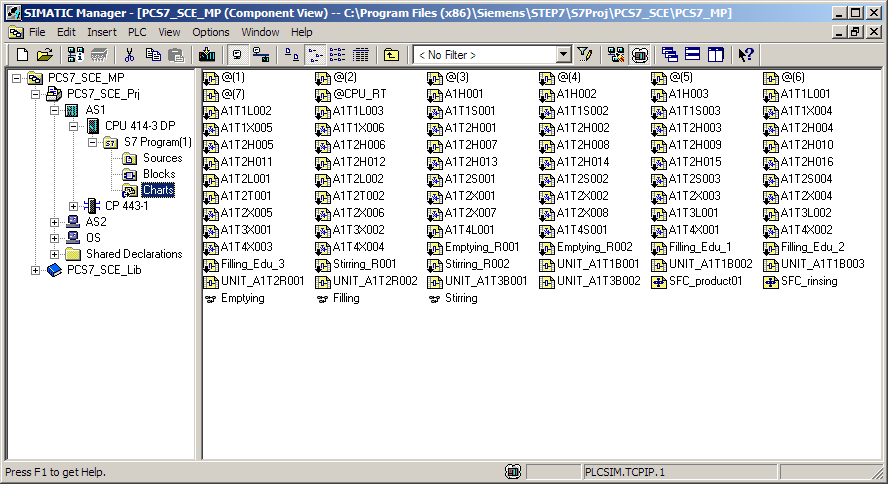 SIMATIC Manager - [PCS7_SCE_MP (Component View) -- C:\Program Files (x86)\Siemens\STEP7\S7Proj\PCS7_SCE\PCS7_MP]
File Edit Insert PLC View Options Window Help
< No Filter >
PCS7_SCE_MP
PCS7_SCE_Prj
AS1
CPU 414-3 DP
S7 Program(1)
Sources
Blocks
Charts
CP 443-1
AS2
OS
Shared Declarations
PCS7_SCE_Lib
@(1) @(2) @(3) @(4) @(5) @(6)
@(7) @CPU_RT A1H001 A1H002 A1H003 A1T1L001
A1T1L002 A1T1L003 A1T1S001 A1T1S002 A1T1S003 A1T1X004
A1T1X005 A1T1X006 A1T2H001 A1T2H002 A1T2H003 A1T2H004
A1T2H005 A1T2H006 A1T2H007 A1T2H008 A1T2H009 A1T2H010
A1T2H011 A1T2H012 A1T2H013 A1T2H014 A1T2H015 A1T2H016
A1T2L001 A1T2L002 A1T2S001 A1T2S002 A1T2S003 A1T2S004
A1T2T001 A1T2T002 A1T2X001 A1T2X002 A1T2X003 A1T2X004
A1T2X005 A1T2X006 A1T2X007 A1T2X008 A1T3L001 A1T3L002
A1T3X001 A1T3X002 A1T4L001 A1T4S001 A1T4X001 A1T4X002
A1T4X003 A1T4X004 Emptying_R001 Emptying_R002 Filling_Edu_1 Filling_Edu_2
Filling_Edu_3 Stirring_R001 Stirring_R002 UNIT_A1T1B001 UNIT_A1T1B002 UNIT_A1T1B003
UNIT_A1T2R001 UNIT_A1T2R002 UNIT_A1T3B001 UNIT_A1T3B002 SFC_product01 SFC_rinsing
Emptying Filling Stirring
Press F1 to get Help. PLCSIM.TCPIP.1